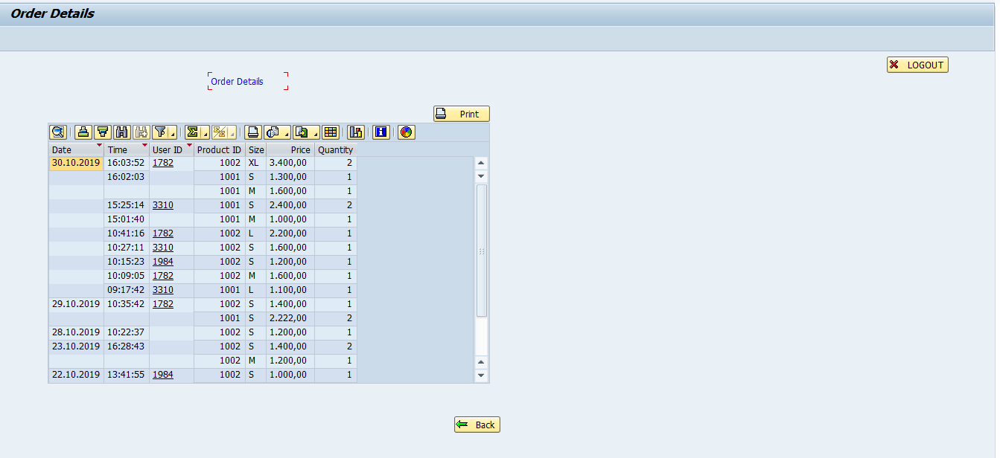 Order Details
LOGOUT
Order Details
Print
Date Time User ID Product ID Size Price Quantity
30.10.2019 16:03:52 1782 1002 XL 3.400,00 2
16:02:03 1001 S 1.300,00 1
1001 M 1.600,00 1
15:25:14 3310 1001 S 2.400,00 2
15:01:40 1001 M 1.000,00 1
10:41:16 1782 1002 L 2.200,00 1
10:27:11 3310 1002 S 1.600,00 1
10:15:23 1984 1002 S 1.200,00 1
10:09:05 1782 1002 M 1.600,00 1
09:17:42 3310 1001 L 1.100,00 1
29.10.2019 10:35:42 1782 1002 S 1.400,00 1
1001 S 2.222,00 2
28.10.2019 10:22:37 1002 S 1.200,00 1
23.10.2019 16:28:43 1002 S 1.400,00 2
1002 M 1.200,00 1
22.10.2019 13:41:55 1984 1002 S 1.000,00 1
Back